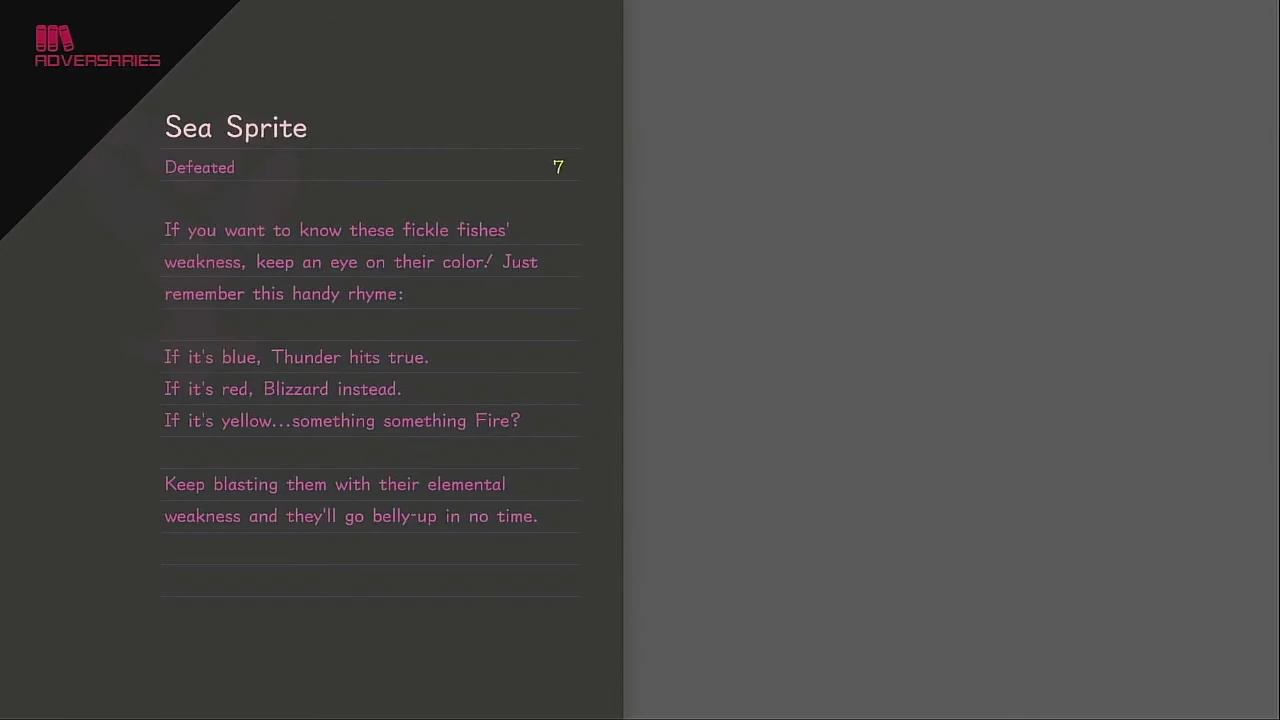 ADVERSARIES
Sea Sprite
Defeated 7
If you want to know these fickle fishes'
weakness, keep an eye on their color! Just
remember this handy rhyme:
If it's blue, Thunder hits true.
If it's red, Blizzard instead.
If it's yellow...something something Fire?
Keep blasting them with their elemental
weakness and they'll go belly-up in no time.